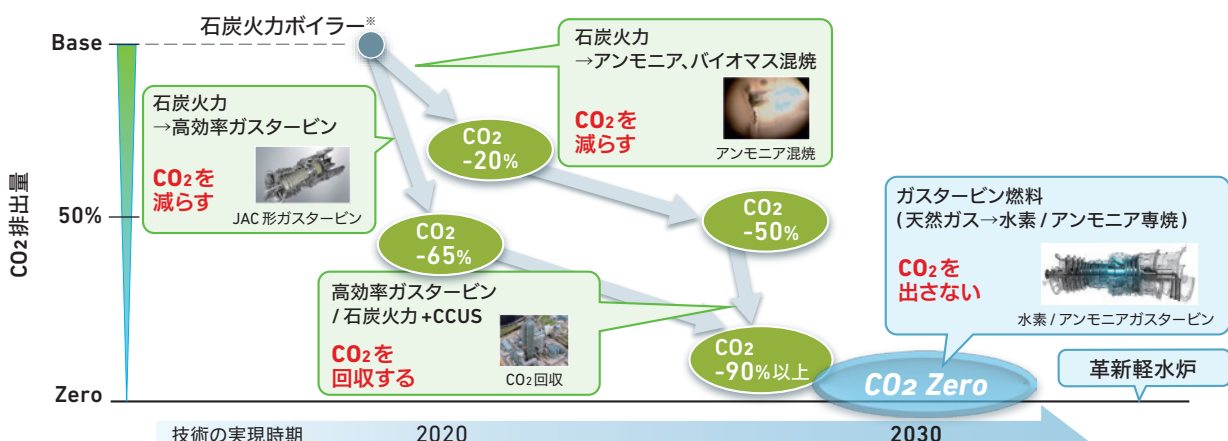 石炭火力ボイラー※
Base
CO2排出量
50%
Zero
石炭火力
→高効率ガスタービン
CO2を
減らす
JAC形ガスタービン
石炭火力
→アンモニア、バイオマス混焼
CO2を
減らす
アンモニア混焼
CO2
-20%
CO2
-65%
CO2
-50%
高効率ガスタービン
/ 石炭火力+CCUS
CO2を
回収する
CO2回収
CO2
-90%以上
ガスタービン燃料
(天然ガス→水素/アンモニア専焼)
CO2を
出さない
水素/アンモニアガスタービン
CO2 Zero
革新軽水炉
技術の実現時期
2020
2030